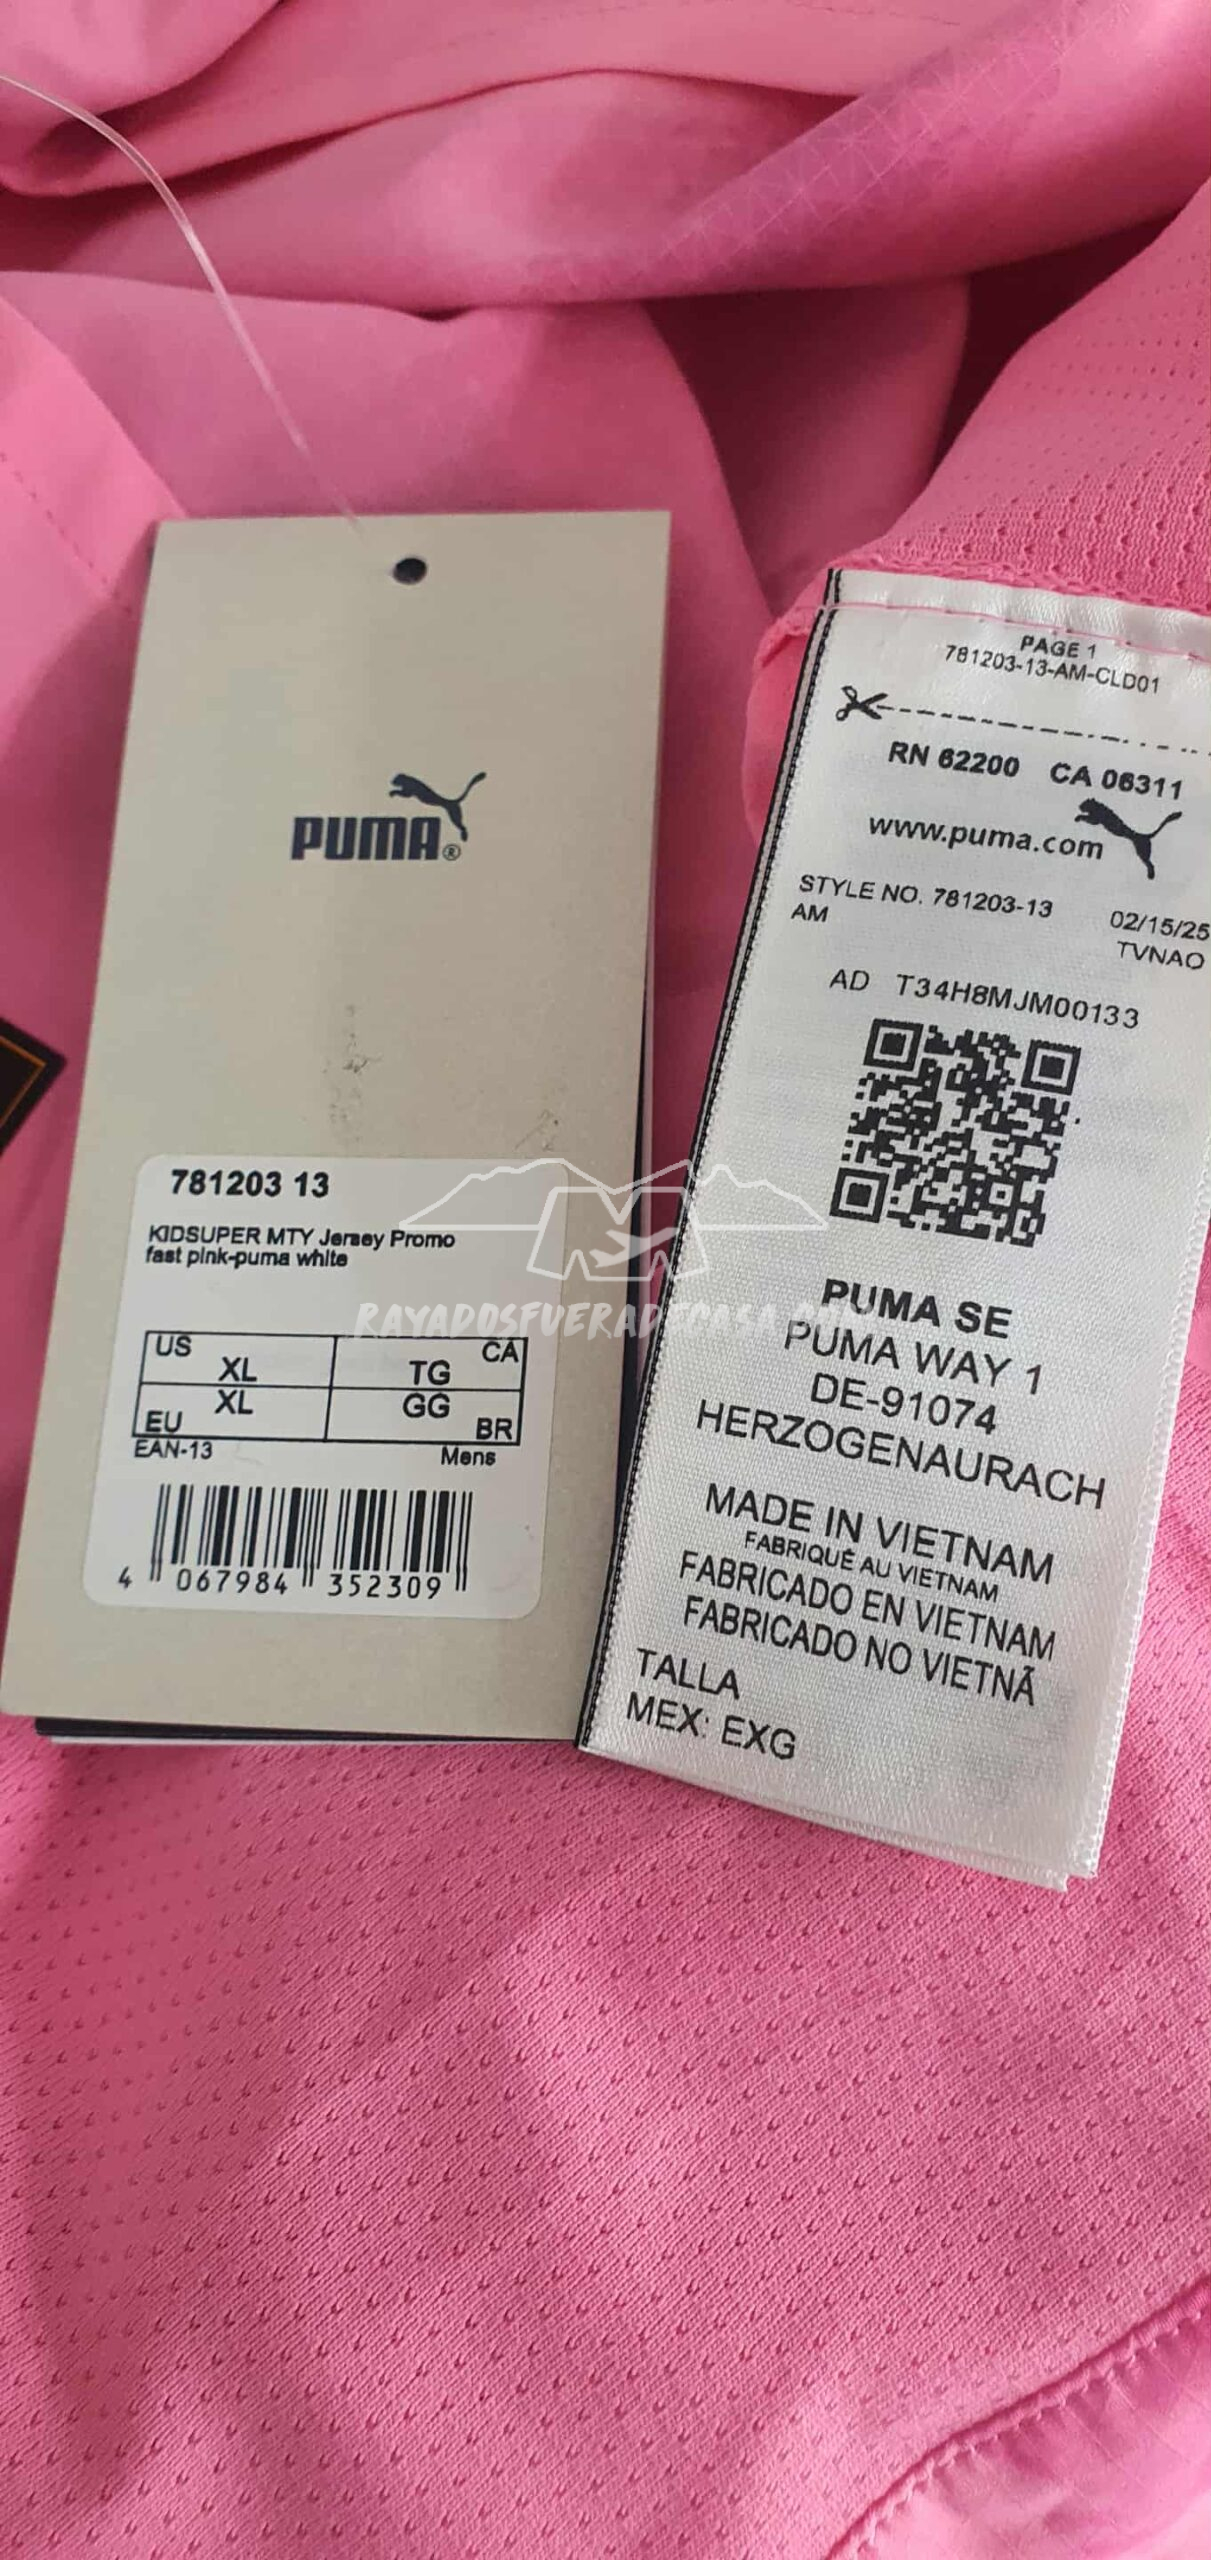 PUMA®
781203 13
KIDSUPER MTY Jersey Promo
fast pink-puma white
US XL TG CA
EU XL GG BR
EAN-13 Mens
4 067984 352309
PAGE 1
781203-13-AM-CLD01
RN 62200 CA 06311
www.puma.com
STYLE NO. 781203-13 02/15/25
AM TVNAO
AD T34H8MJM00133
PUMA SE
PUMA WAY 1
DE-91074
HERZOGENAURACH
MADE IN VIETNAM
FABRIQUÉ AU VIETNAM
FABRICADO EN VIETNAM
FABRICADO NO VIETNÃ
TALLA
MEX: EXG
RAYADOSFUERADECASA